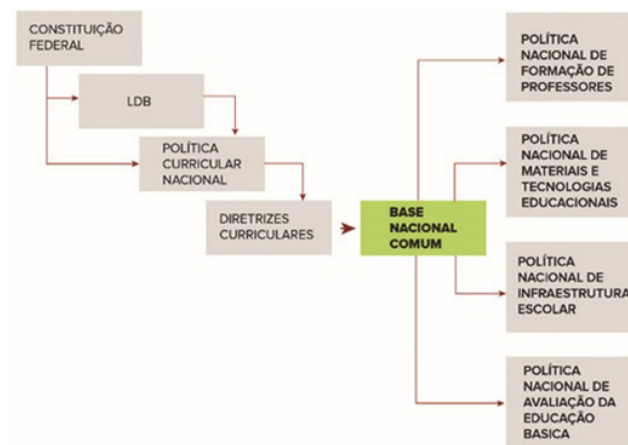 CONSTITUIÇÃO
FEDERAL
LDB
POLÍTICA
CURRICULAR
NACIONAL
DIRETRIZES
CURRICULARES
BASE
NACIONAL
COMUM
POLÍTICA
NACIONAL DE
FORMAÇÃO DE
PROFESSORES
POLÍTICA
NACIONAL DE
MATERIAIS E
TECNOLOGIAS
EDUCACIONAIS
POLÍTICA
NACIONAL DE
INFRAESTRUTURA
ESCOLAR
POLÍTICA
NACIONAL DE
AVALIAÇÃO DA
EDUCAÇÃO
BASICA